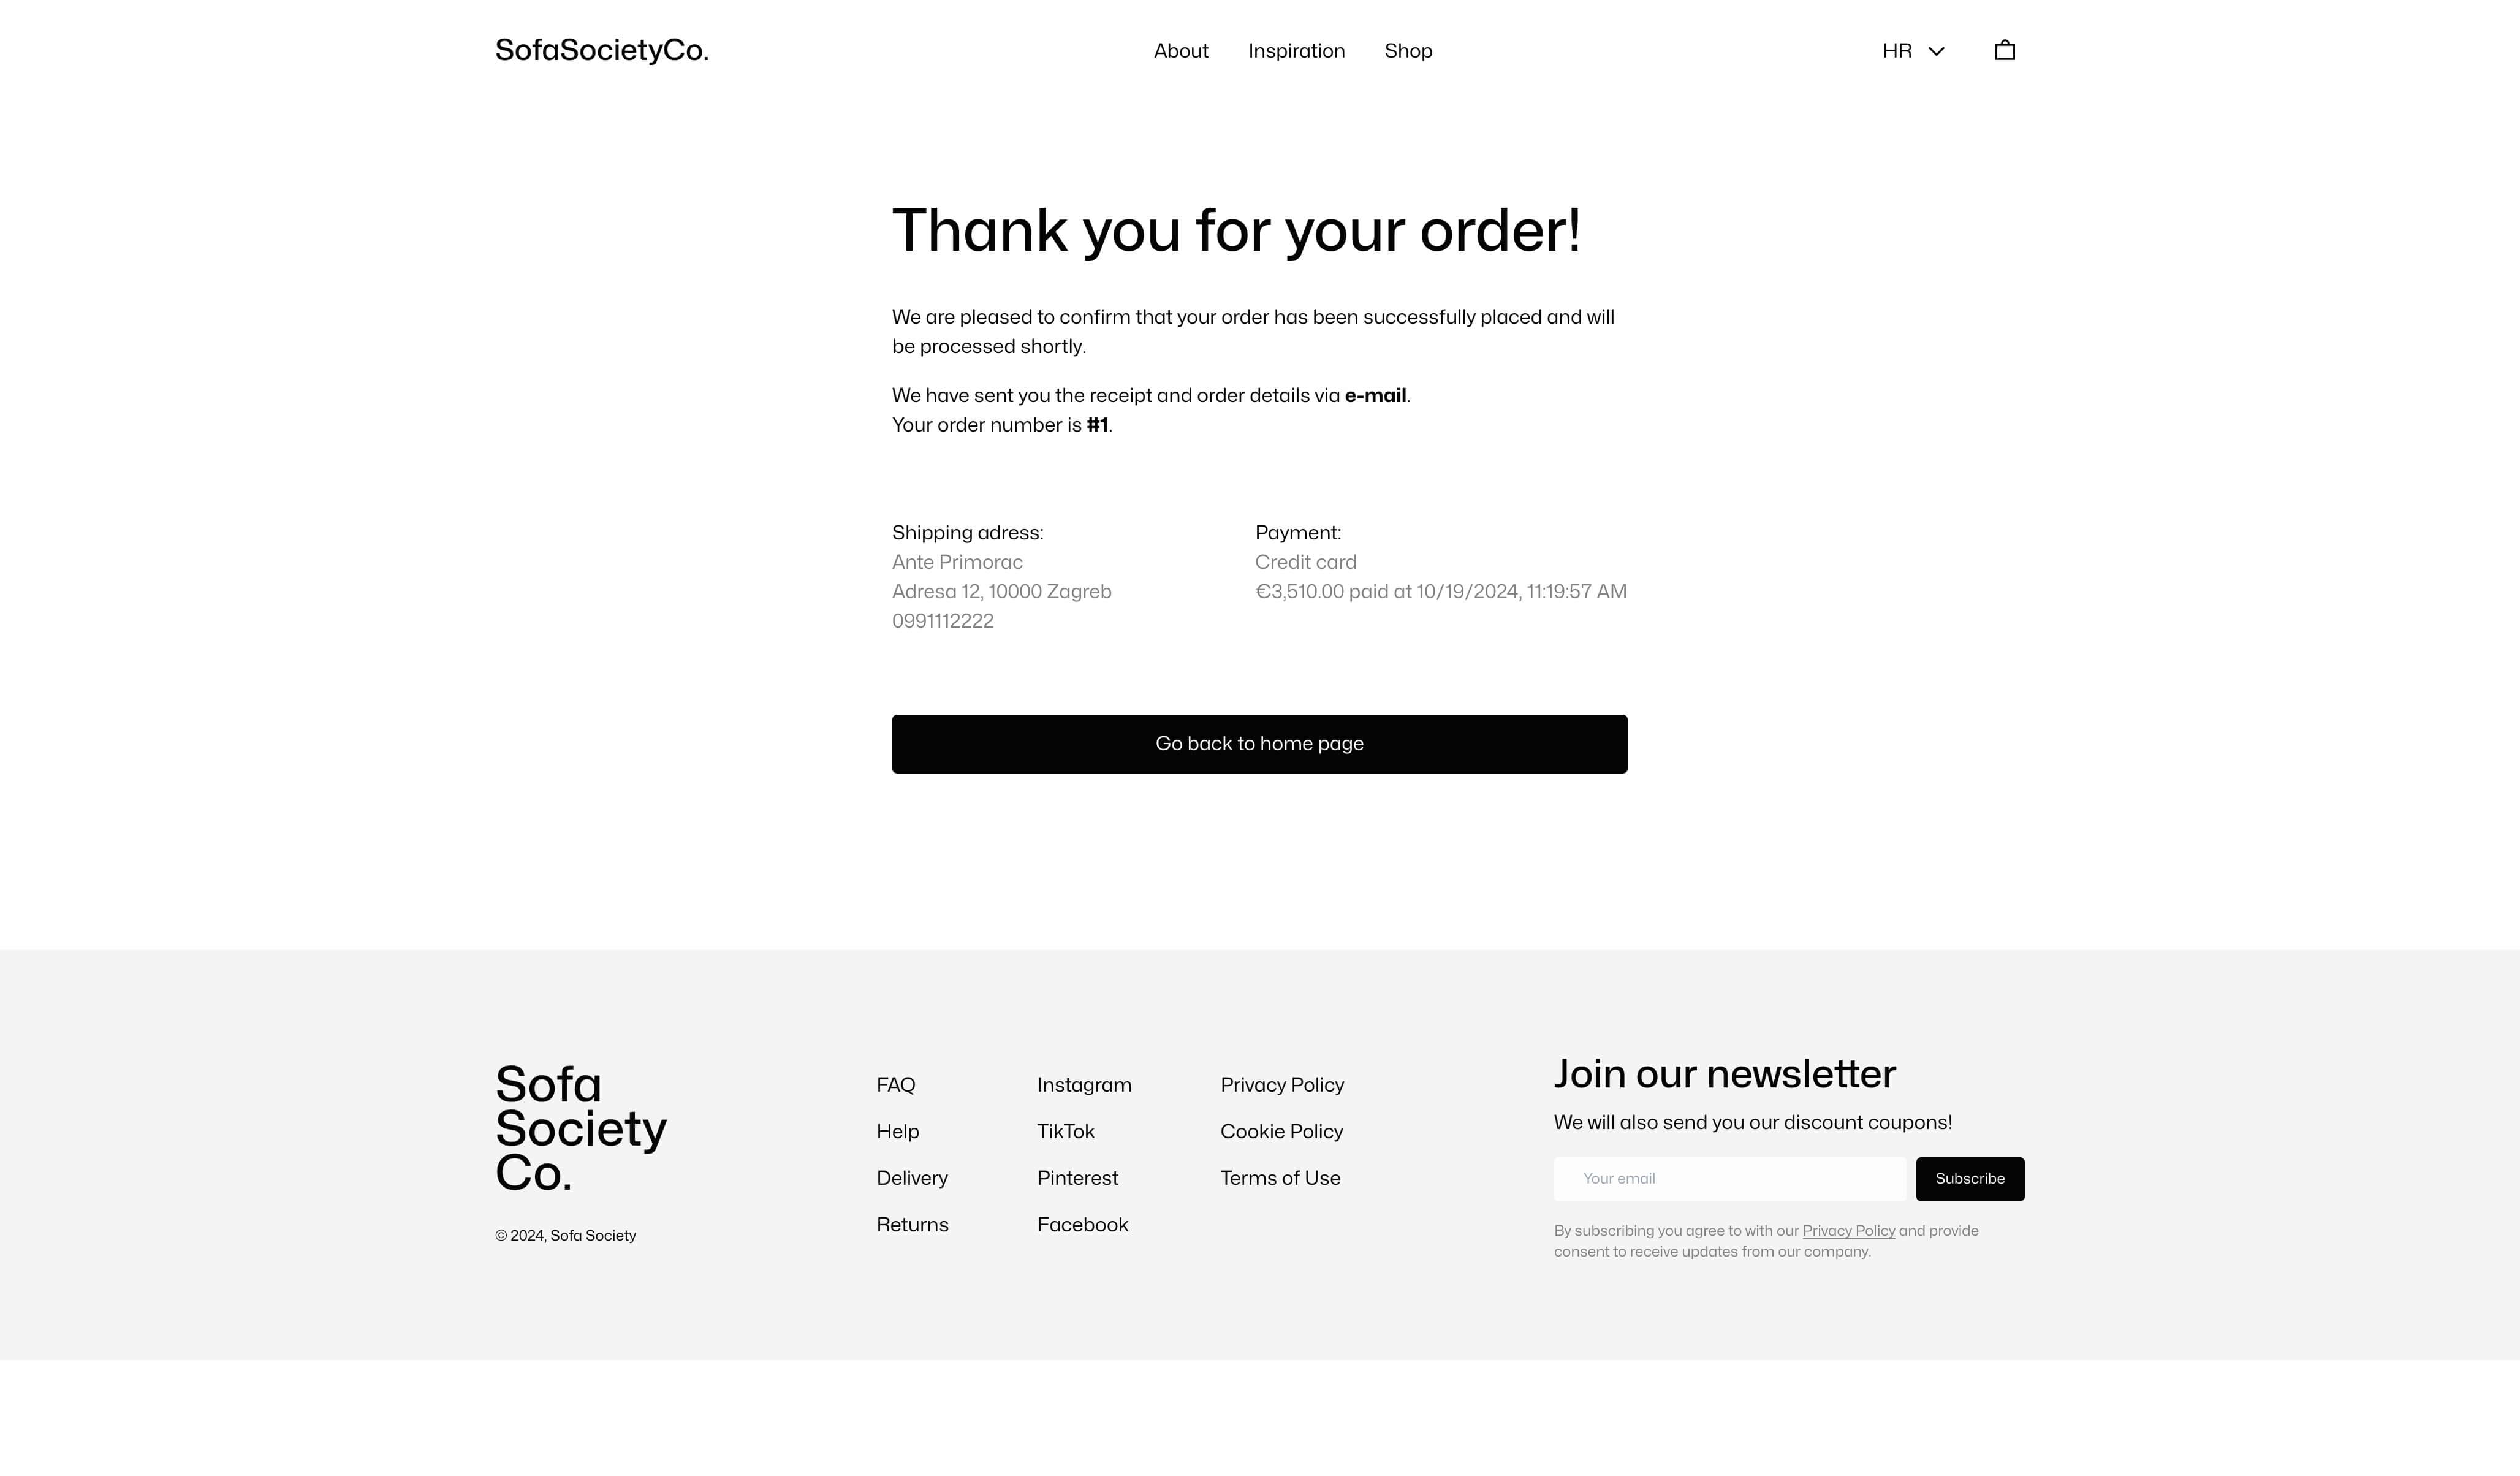 SofaSocietyCo.
About
Inspiration
Shop
HR
Thank you for your order!
We are pleased to confirm that your order has been successfully placed and will
be processed shortly.
We have sent you the receipt and order details via e-mail.
Your order number is #1.
Shipping adress:
Ante Primorac
Adresa 12, 10000 Zagreb
0991112222
Payment:
Credit card
€3,510.00 paid at 10/19/2024, 11:19:57 AM
Go back to home page
Sofa
Society
Co.
© 2024, Sofa Society
FAQ
Help
Delivery
Returns
Instagram
TikTok
Pinterest
Facebook
Privacy Policy
Cookie Policy
Terms of Use
Join our newsletter
We will also send you our discount coupons!
Your email
Subscribe
By subscribing you agree to with our Privacy Policy and provide
consent to receive updates from our company.